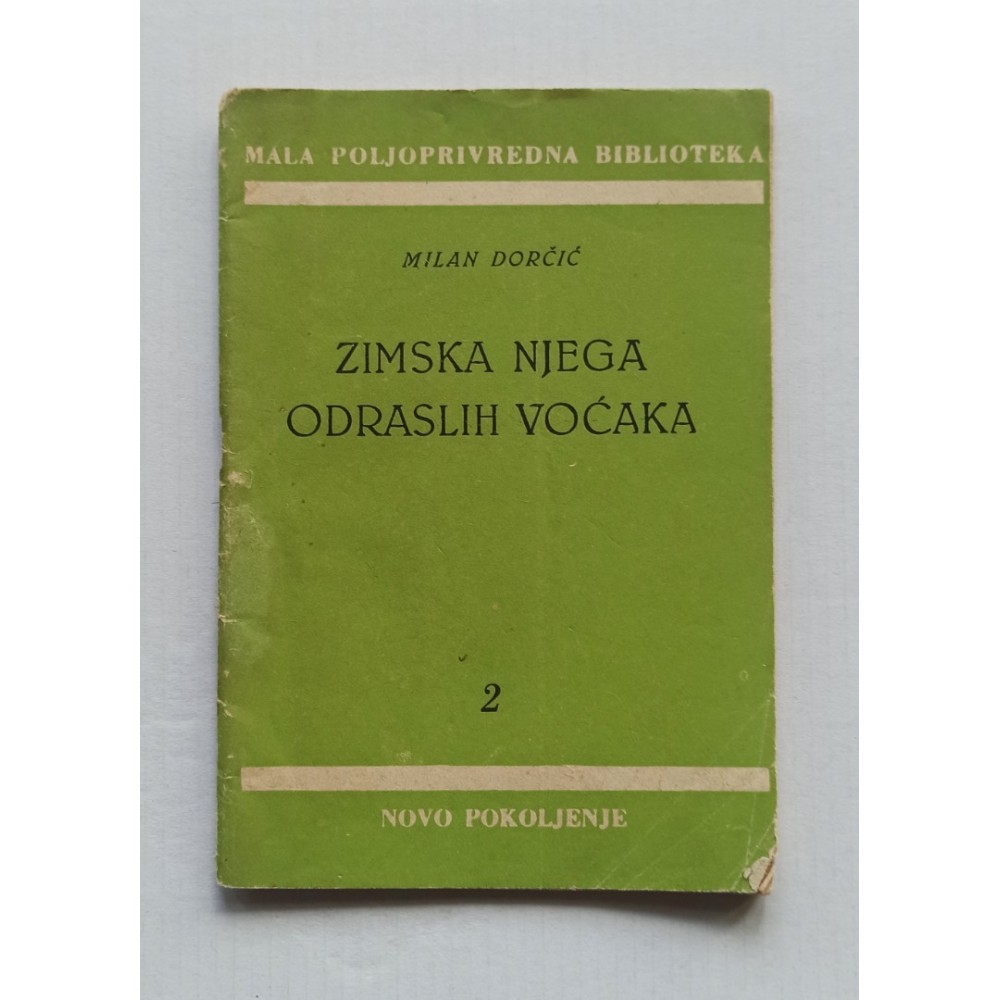 MALA POLJOPRIVREDNA BIBLIOTEKA
MILAN DORČIĆ
ZIMSKA NJEGA
ODRASLIH VOĆAKA
2
NOVO POKOLJENJE